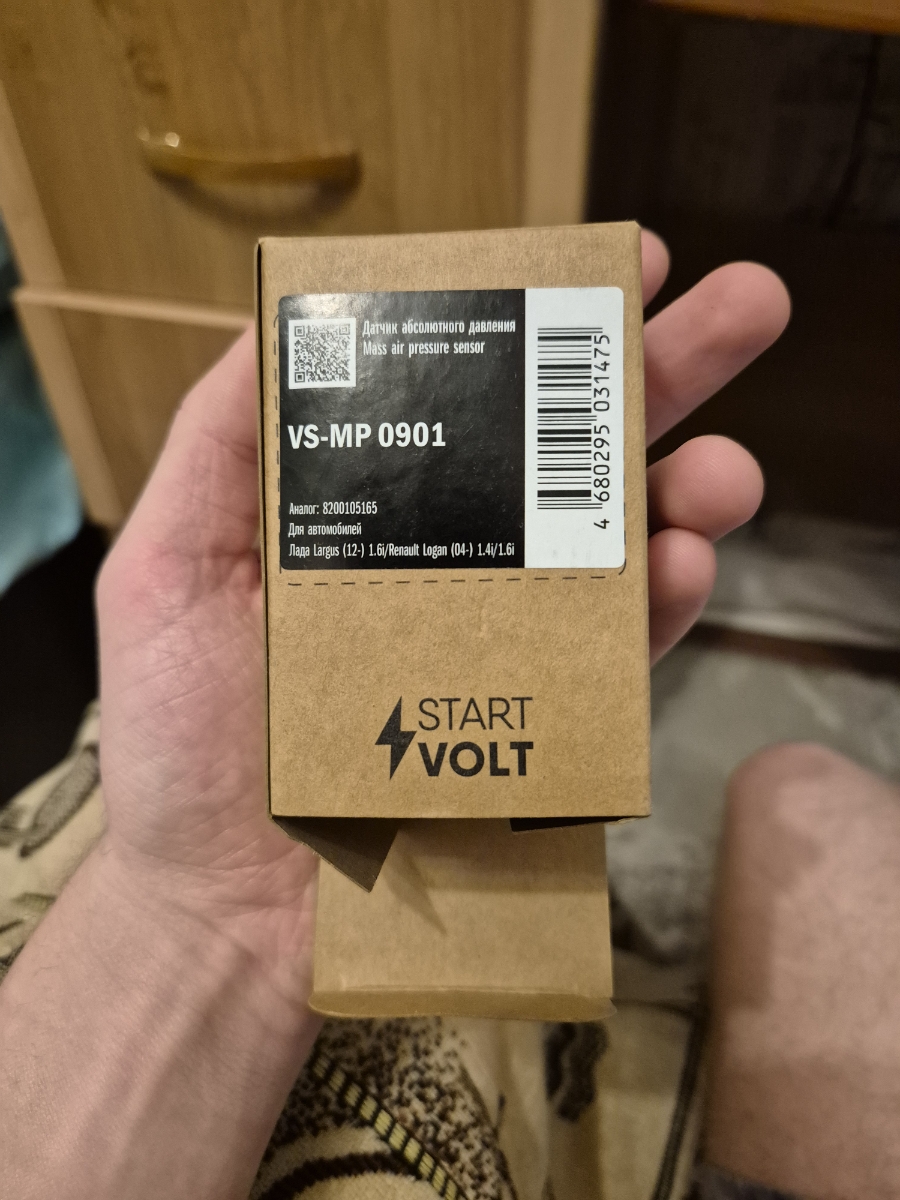 Датчик абсолютного давления
Mass air pressure sensor
VS-MP 0901
Аналог: 8200105165
Для автомобилей
Лада Largus (12-) 1.6i/Renault Logan (04-) 1.4i/1.6i
4 680295 031475
START
VOLT